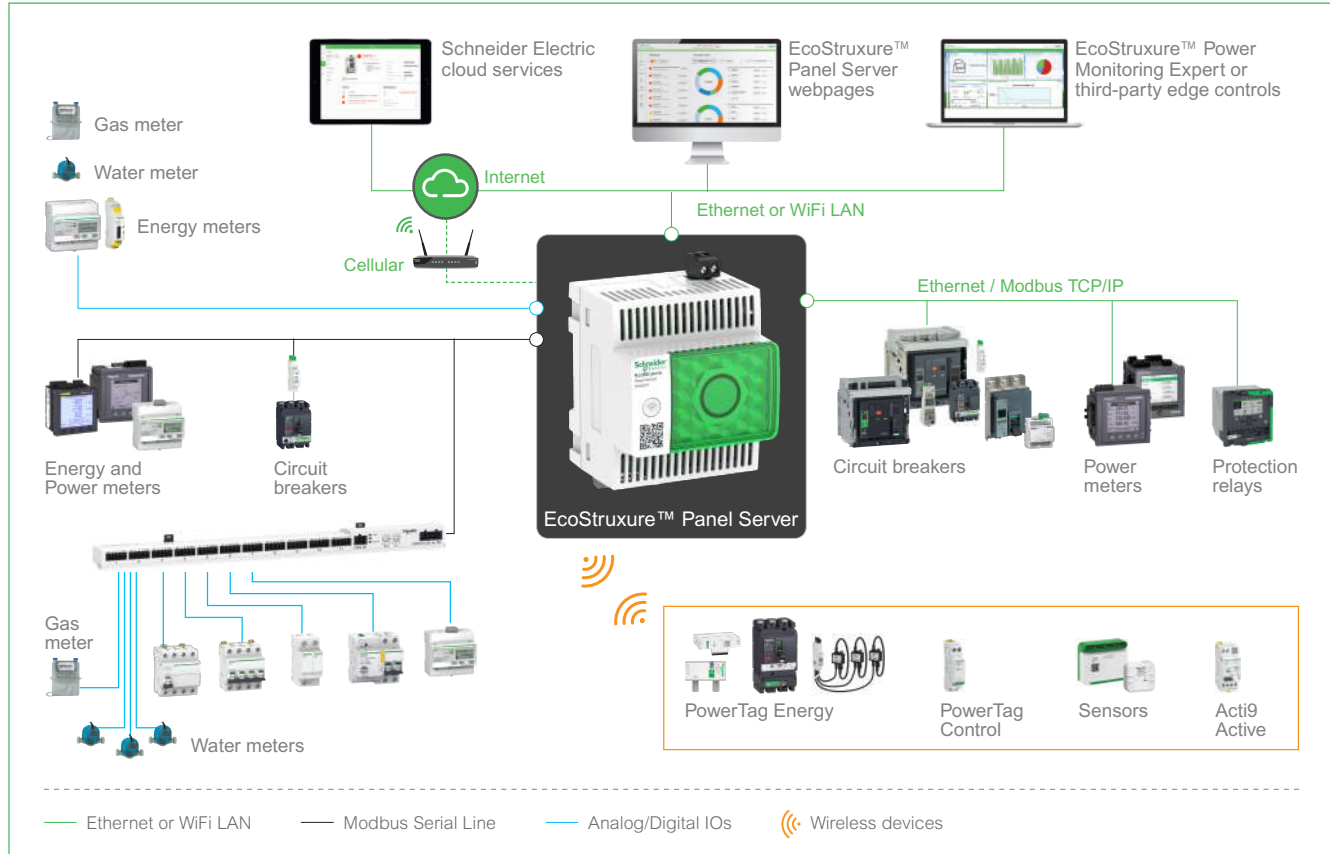 Schneider Electric
cloud services
EcoStruxure™
Panel Server
webpages
EcoStruxure™ Power
Monitoring Expert or
third-party edge controls
Gas meter
Water meter
Energy meters
Internet
Ethernet or WiFi LAN
Cellular
Ethernet / Modbus TCP/IP
Schneider
Electric
EcoStruxure
EcoStruxure™ Panel Server
Energy and
Power meters
Circuit
breakers
Circuit breakers
Power
meters
Protection
relays
Gas
meter
Water meters
PowerTag Energy
PowerTag
Control
Sensors
Acti9
Active
Ethernet or WiFi LAN
Modbus Serial Line
Analog/Digital IOs
Wireless devices